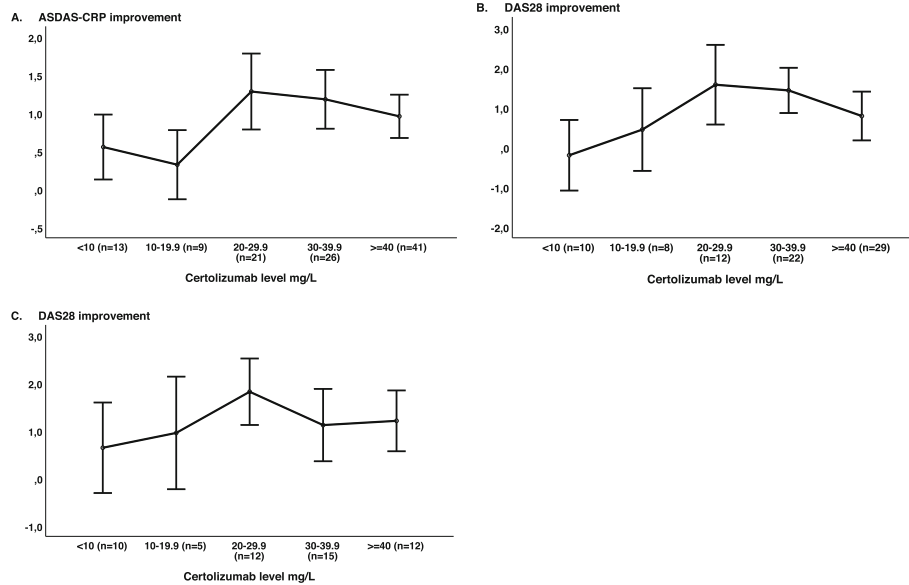 A. ASDAS-CRP improvement
2,0
1,5
1,0
,5
,0
-,5
<10 (n=13) 10-19.9 (n=9) 20-29.9 30-39.9 >=40 (n=41)
(n=21) (n=26)
Certolizumab level mg/L
B. DAS28 improvement
3,0
2,0
1,0
,0
-1,0
-2,0
<10 (n=10) 10-19.9 (n=8) 20-29.9 30-39.9 >=40 (n=29)
(n=12) (n=22)
Certolizumab level mg/L
C. DAS28 improvement
3,0
2,0
1,0
,0
-1,0
<10 (n=10) 10-19.9 (n=5) 20-29.9 30-39.9 >=40 (n=12)
(n=12) (n=15)
Certolizumab level mg/L